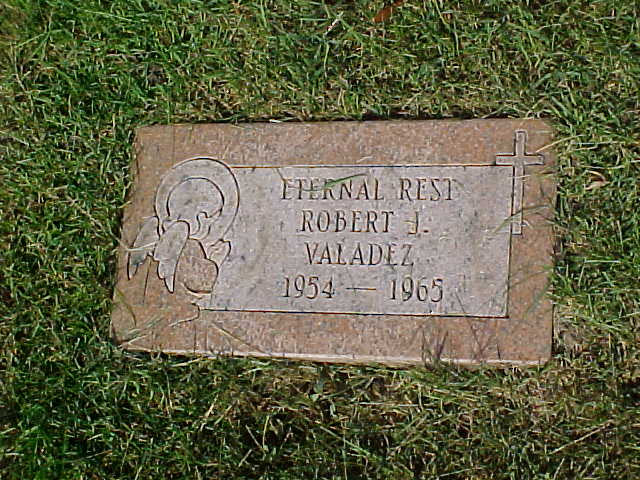 ETERNAL REST
ROBERT J.
VALADEZ
1954 — 1965